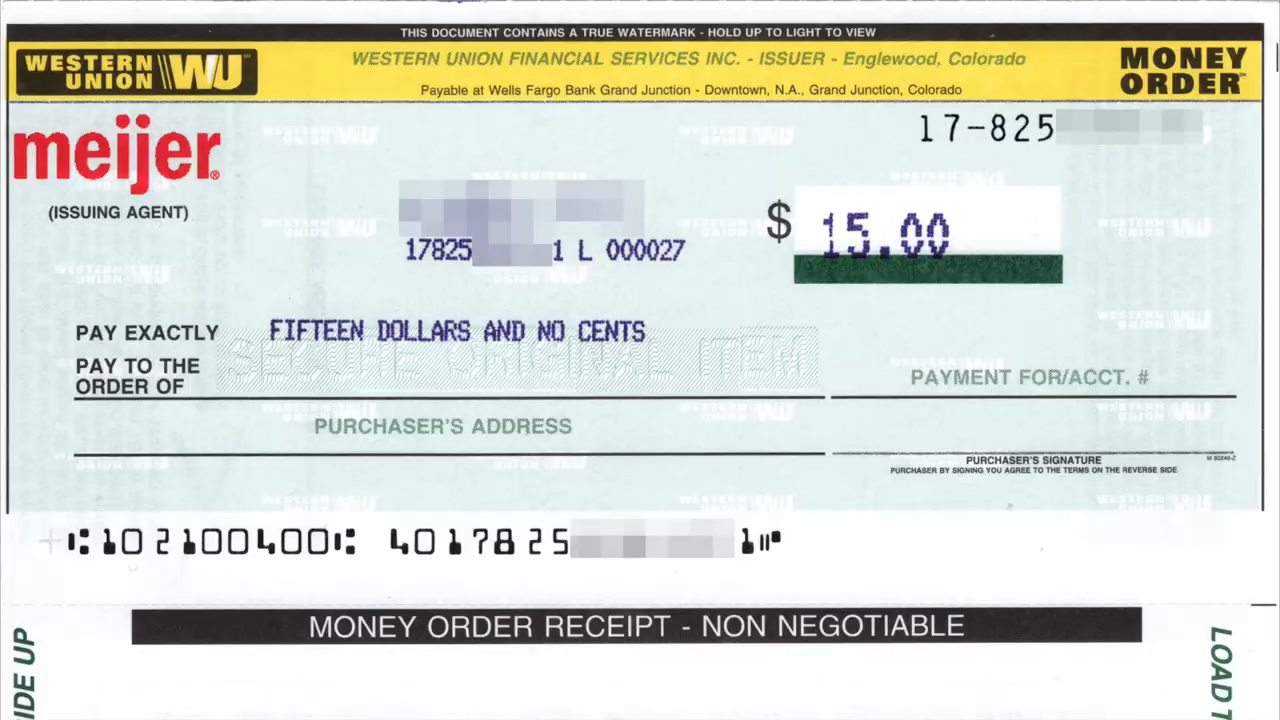 THIS DOCUMENT CONTAINS A TRUE WATERMARK - HOLD UP TO LIGHT TO VIEW
WESTERN UNION WU
WESTERN UNION FINANCIAL SERVICES INC. - ISSUER - Englewood, Colorado
MONEY ORDER
Payable at Wells Fargo Bank Grand Junction - Downtown, N.A., Grand Junction, Colorado
17-825
meijer
(ISSUING AGENT)
$ 15.00
17825 1 L 000027
PAY EXACTLY FIFTEEN DOLLARS AND NO CENTS
SECURE ORIGINAL ITEM
PAY TO THE
ORDER OF
PAYMENT FOR/ACCT. #
PURCHASER'S ADDRESS
PURCHASER'S SIGNATURE
PURCHASER BY SIGNING YOU AGREE TO THE TERMS ON THE REVERSE SIDE
⑆102100400⑆ 4017825 1⑈
MONEY ORDER RECEIPT - NON NEGOTIABLE
IDE UP
LOAD T